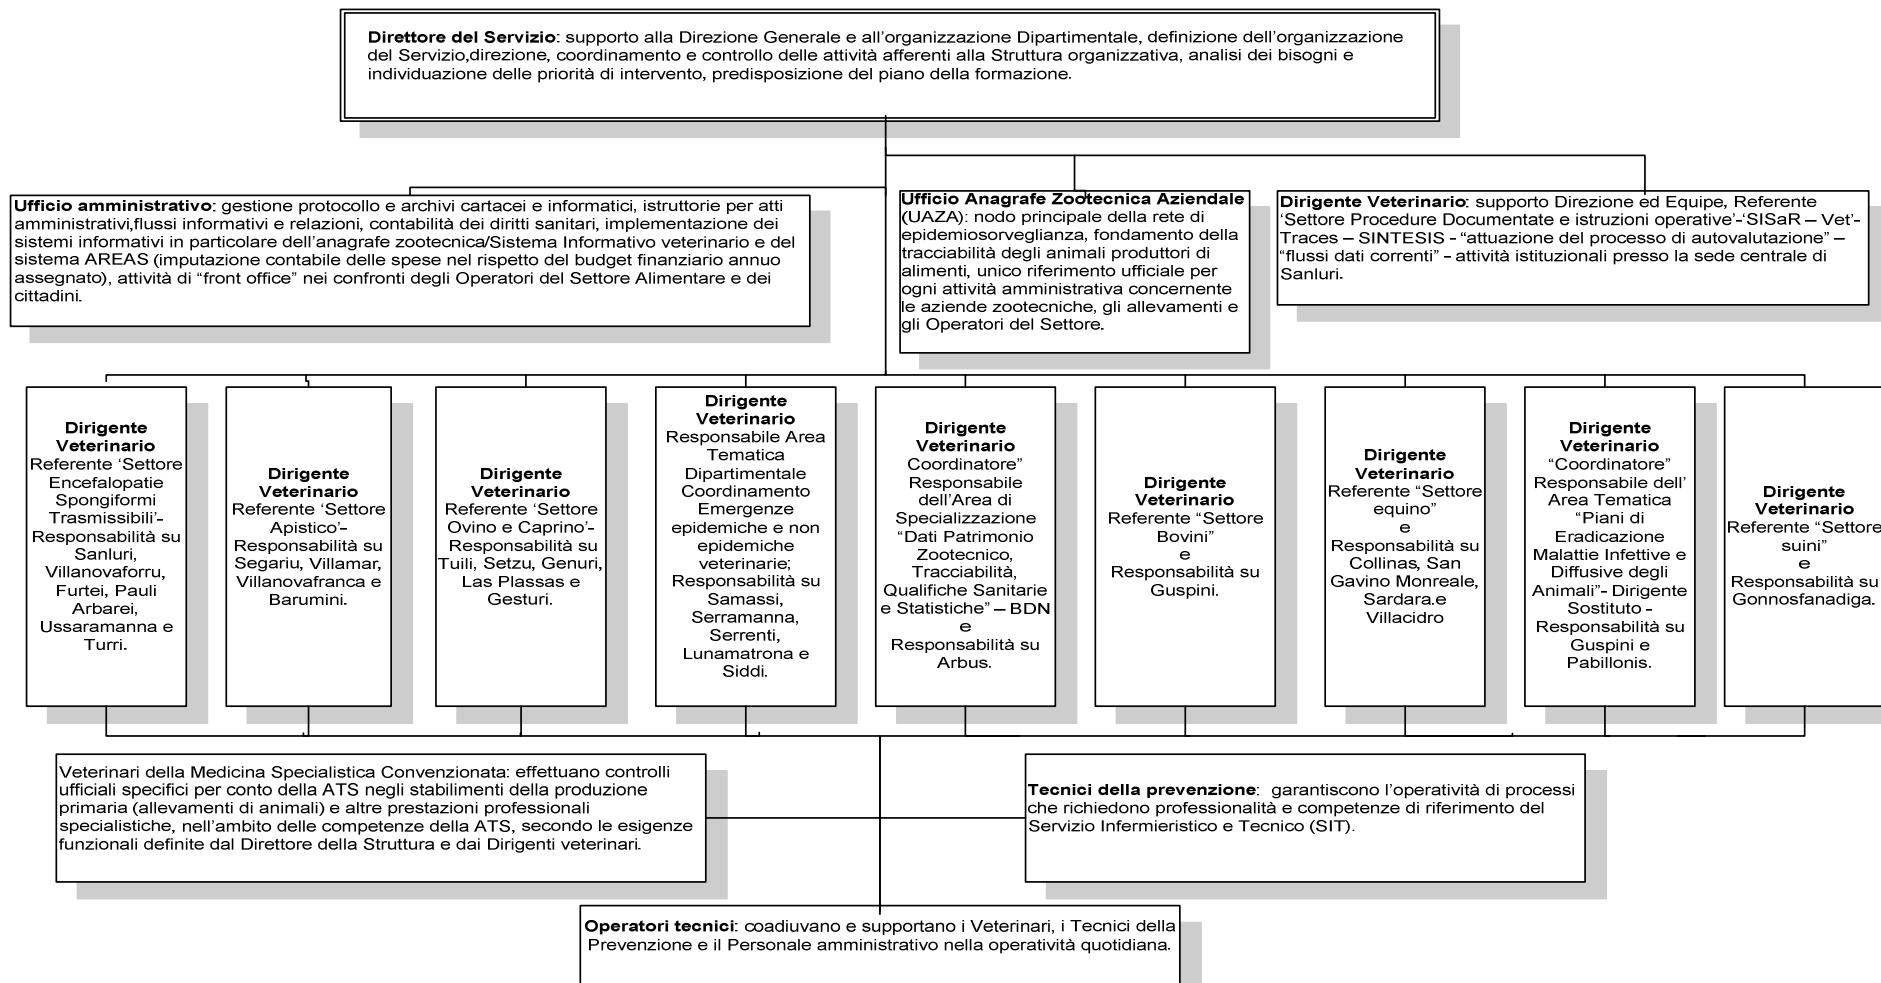 Direttore del Servizio: supporto alla Direzione Generale e all'organizzazione Dipartimentale, definizione dell'organizzazione
del Servizio,direzione, coordinamento e controllo delle attività afferenti alla Struttura organizzativa, analisi dei bisogni e
individuazione delle priorità di intervento, predisposizione del piano della formazione.
Ufficio amministrativo: gestione protocollo e archivi cartacei e informatici, istruttorie per atti
amministrativi,flussi informativi e relazioni, contabilità dei diritti sanitari, implementazione dei
sistemi informativi in particolare dell'anagrafe zootecnica/Sistema Informativo veterinario e del
sistema AREAS (imputazione contabile delle spese nel rispetto del budget finanziario annuo
assegnato), attività di "front office" nei confronti degli Operatori del Settore Alimentare e dei
cittadini.
Ufficio Anagrafe Zootecnica Aziendale
(UAZA): nodo principale della rete di
epidemiosorveglianza, fondamento della
tracciabilità degli animali produttori di
alimenti, unico riferimento ufficiale per
ogni attività amministrativa concernente
le aziende zootecniche, gli allevamenti e
gli Operatori del Settore.
Dirigente Veterinario: supporto Direzione ed Equipe, Referente
'Settore Procedure Documentate e istruzioni operative'-'SISaR – Vet'-
Traces – SINTESIS - "attuazione del processo di autovalutazione" –
"flussi dati correnti" - attività istituzionali presso la sede centrale di
Sanluri.
Dirigente
Veterinario
Referente 'Settore
Encefalopatie
Spongiformi
Trasmissibili'-
Responsabilità su
Sanluri,
Villanovaforru,
Furtei, Pauli
Arbarei,
Ussaramanna e
Turri.
Dirigente
Veterinario
Referente 'Settore
Apistico'-
Responsabilità su
Segariu, Villamar,
Villanovafranca e
Barumini.
Dirigente
Veterinario
Referente 'Settore
Ovino e Caprino'-
Responsabilità su
Tuili, Setzu, Genuri,
Las Plassas e
Gesturi.
Dirigente
Veterinario
Responsabile Area
Tematica
Dipartimentale
Coordinamento
Emergenze
epidemiche e non
epidemiche
veterinarie;
Responsabilità su
Samassi,
Serramanna,
Serrenti,
Lunamatrona e
Siddi.
Dirigente
Veterinario
Coordinatore"
Responsabile
dell'Area di
Specializzazione
"Dati Patrimonio
Zootecnico,
Tracciabilità,
Qualifiche Sanitarie
e Statistiche" – BDN
e
Responsabilità su
Arbus.
Dirigente
Veterinario
Referente "Settore
Bovini"
e
Responsabilità su
Guspini.
Dirigente
Veterinario
Referente "Settore
equino"
e
Responsabilità su
Collinas, San
Gavino Monreale,
Sardara.e
Villacidro
Dirigente
Veterinario
"Coordinatore"
Responsabile dell'
Area Tematica
"Piani di
Eradicazione
Malattie Infettive e
Diffusive degli
Animali"- Dirigente
Sostituto -
Responsabilità su
Guspini e
Pabillonis.
Dirigente
Veterinario
Referente "Settore
suini"
e
Responsabilità su
Gonnosfanadiga.
Veterinari della Medicina Specialistica Convenzionata: effettuano controlli
ufficiali specifici per conto della ATS negli stabilimenti della produzione
primaria (allevamenti di animali) e altre prestazioni professionali
specialistiche, nell'ambito delle competenze della ATS, secondo le esigenze
funzionali definite dal Direttore della Struttura e dai Dirigenti veterinari.
Tecnici della prevenzione: garantiscono l'operatività di processi
che richiedono professionalità e competenze di riferimento del
Servizio Infermieristico e Tecnico (SIT).
Operatori tecnici: coadiuvano e supportano i Veterinari, i Tecnici della
Prevenzione e il Personale amministrativo nella operatività quotidiana.